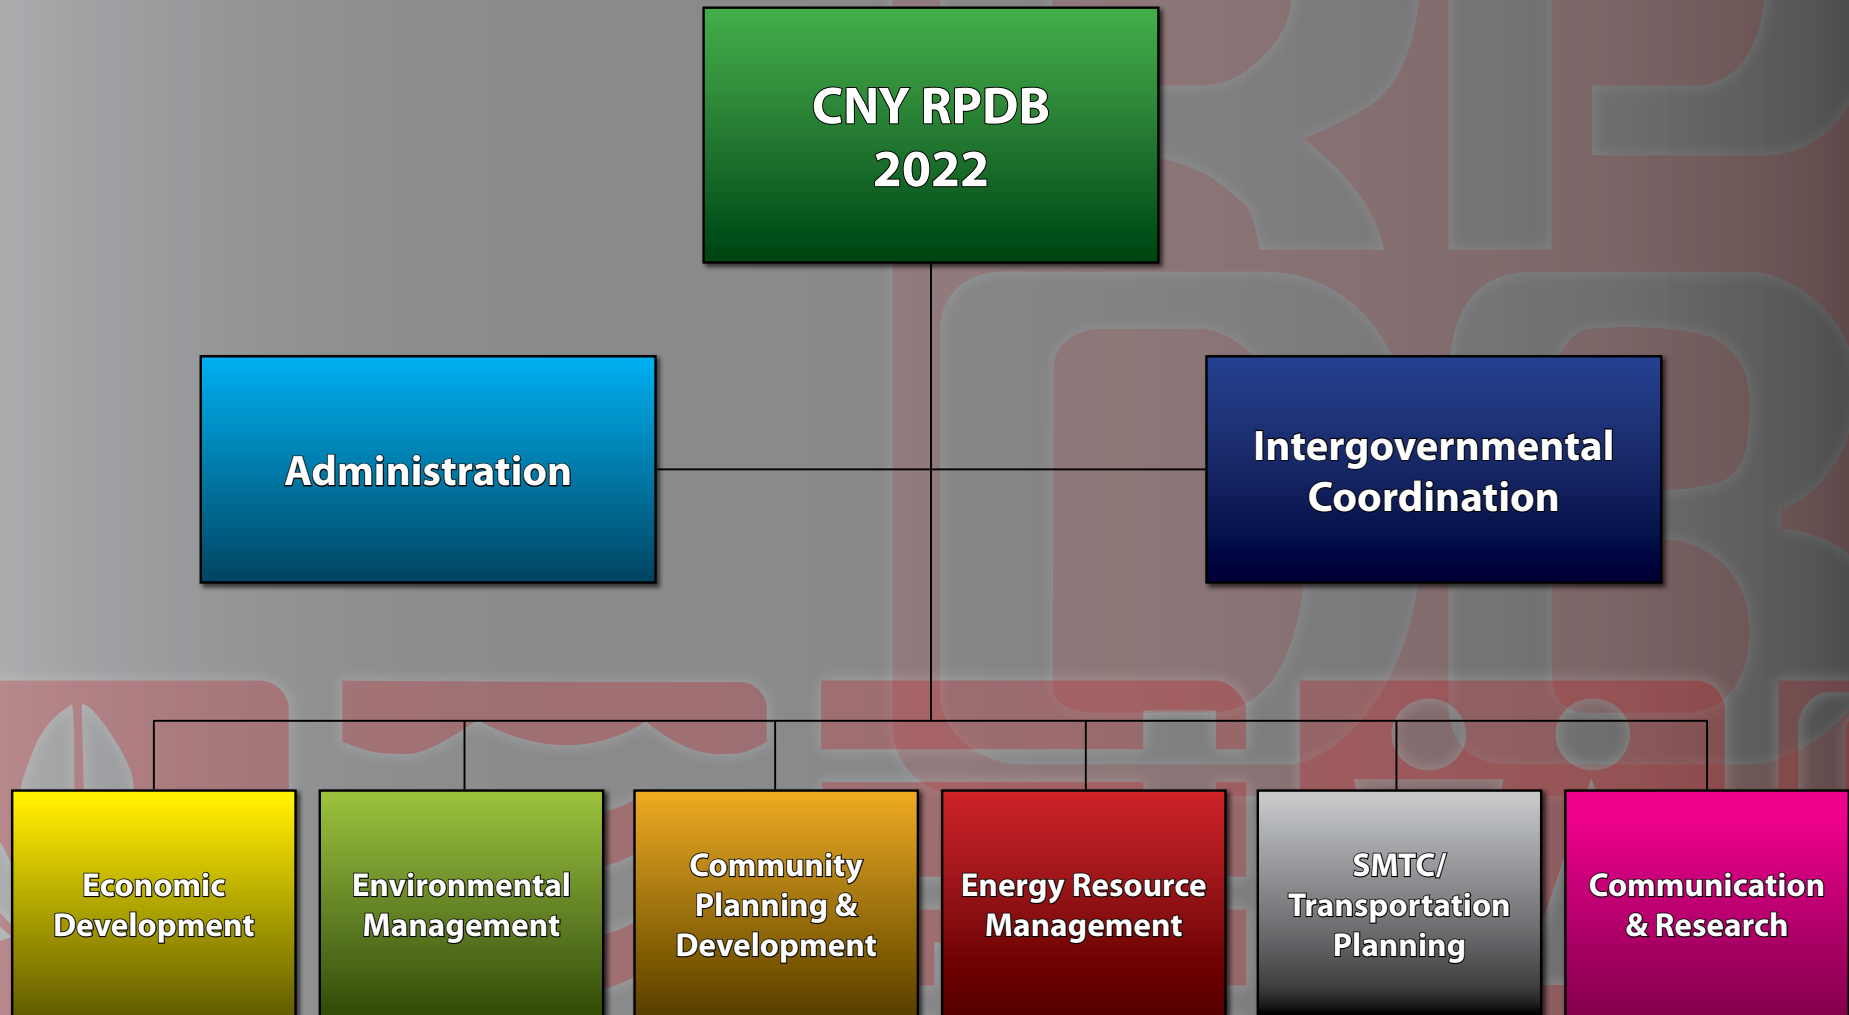 CNY RPDB
2022
Administration
Intergovernmental
Coordination
Economic
Development
Environmental
Management
Community
Planning &
Development
Energy Resource
Management
SMTC/
Transportation
Planning
Communication
& Research